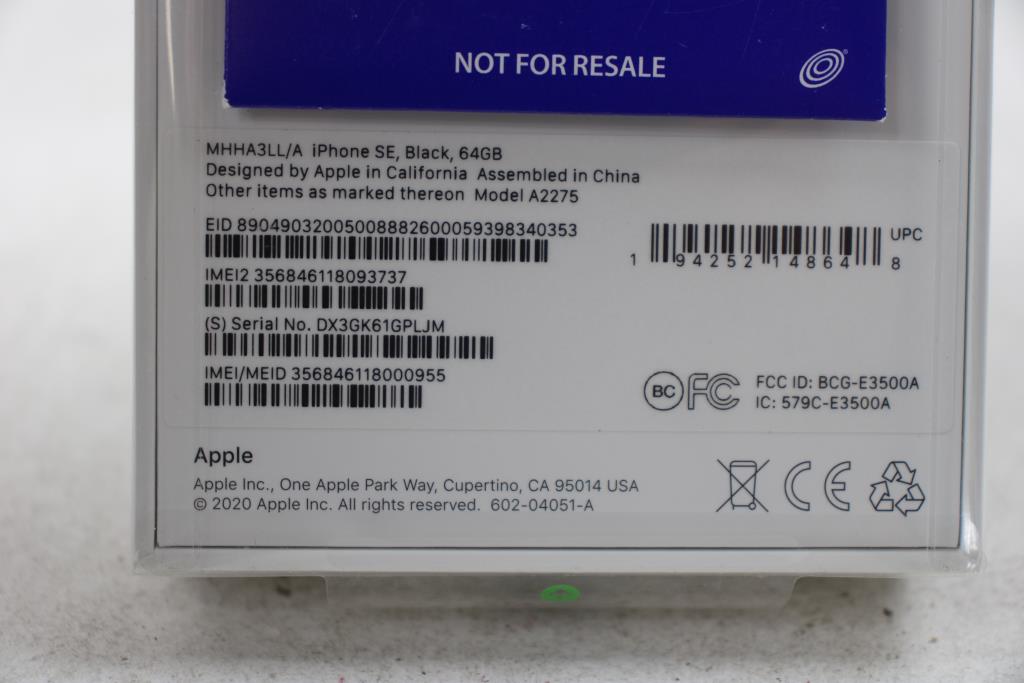 NOT FOR RESALE
MHHA3LL/A iPhone SE, Black, 64GB
Designed by Apple in California Assembled in China
Other items as marked thereon Model A2275
EID 89049032005008882600059398340353
IMEI2 356846118093737
(S) Serial No. DX3GK61GPLJM
IMEI/MEID 356846118000955
UPC
1 94252 14864 8
BC FC
FCC ID: BCG-E3500A
IC: 579C-E3500A
Apple
Apple Inc., One Apple Park Way, Cupertino, CA 95014 USA
© 2020 Apple Inc. All rights reserved. 602-04051-A
CE